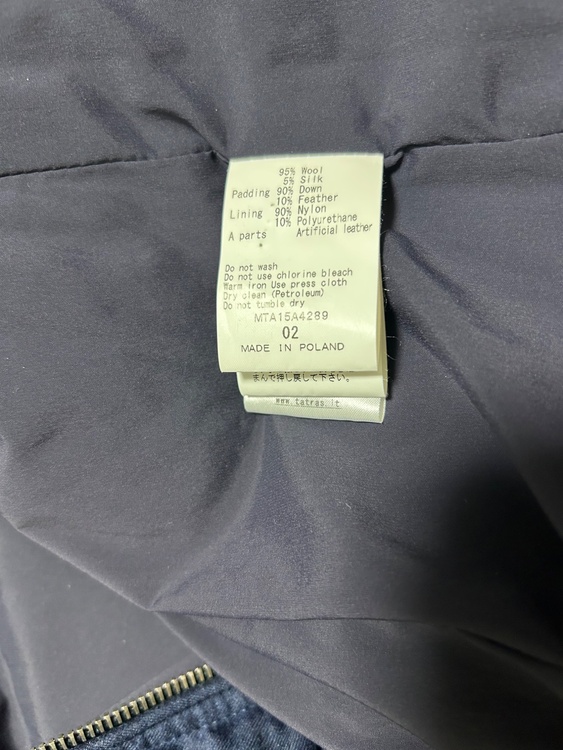 95% Wool
5% Silk
Padding 90% Down
10% Feather
Lining 90% Nylon
10% Polyurethane
A parts Artificial leather
*
Do not wash
Do not use chlorine bleach
Warm iron Use press cloth
Dry clean (Petroleum)
Do not tumble dry
MTA15A4289
02
MADE IN POLAND
まんで押し戻して下さい。
www.tatras.it